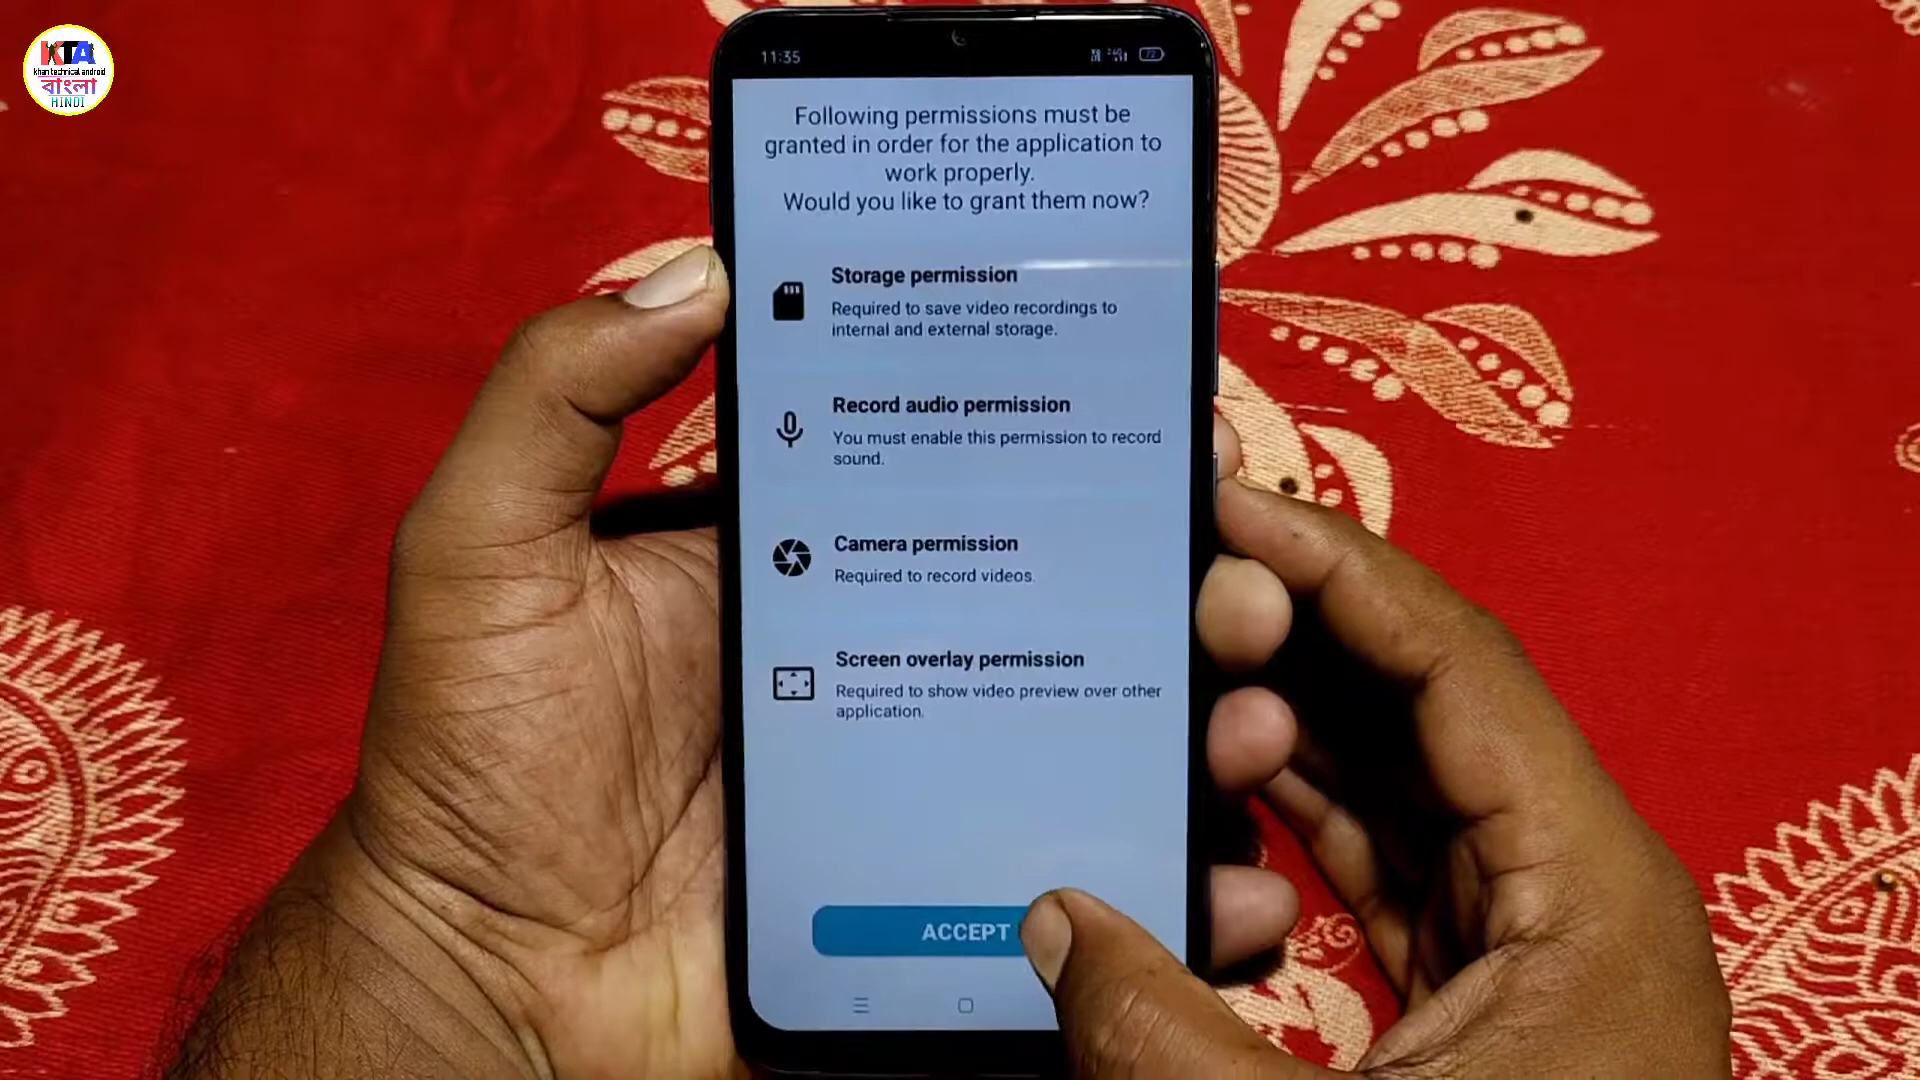 KTA
khan technical android
বাংলা
HINDI
11:35
72
Following permissions must be
granted in order for the application to
work properly.
Would you like to grant them now?
Storage permission
Required to save video recordings to
internal and external storage.
Record audio permission
You must enable this permission to record
sound.
Camera permission
Required to record videos.
Screen overlay permission
Required to show video preview over other
application.
ACCEPT